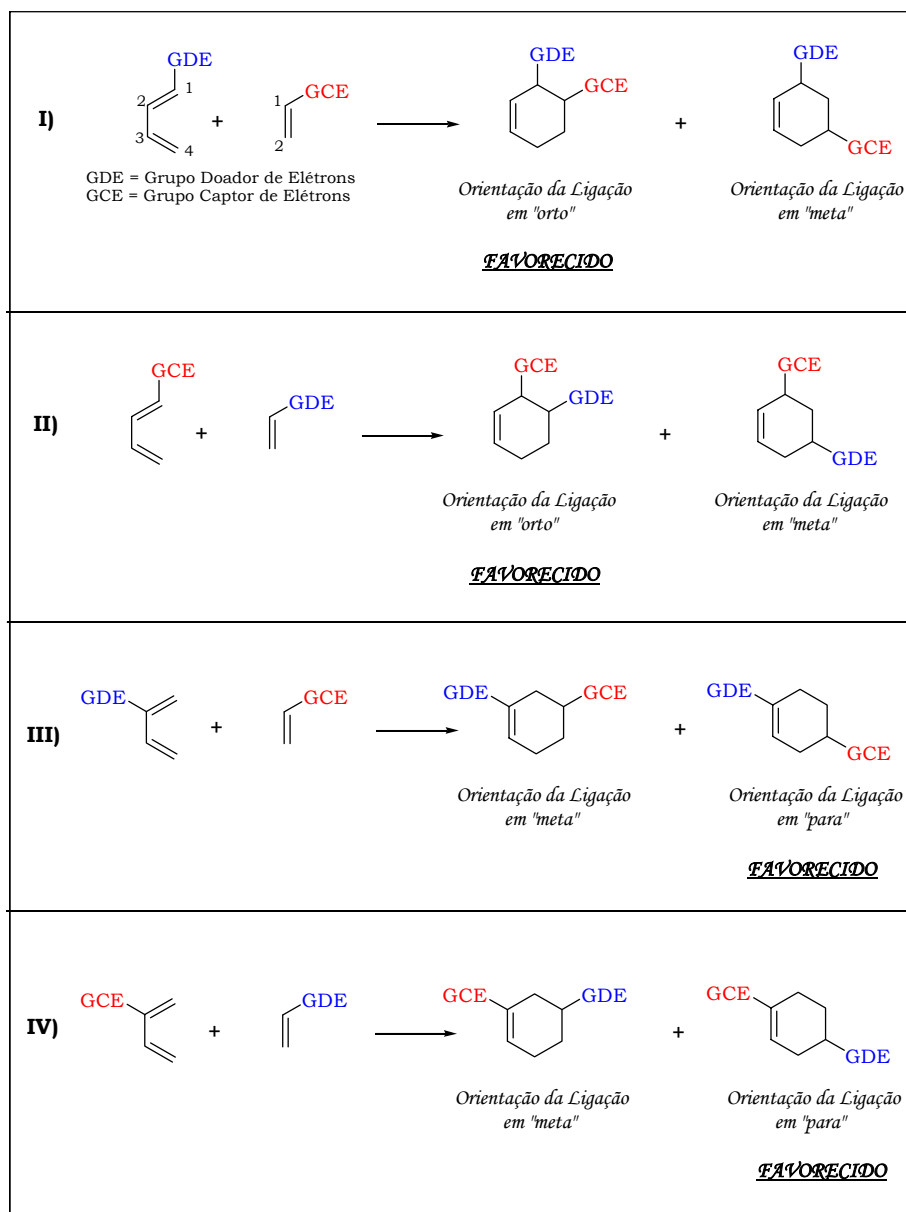 I)
GDE
1
2
3
4
+
1
2
GCE
GDE
GCE
+
GDE
GCE
GDE = Grupo Doador de Elétrons
GCE = Grupo Captor de Elétrons
Orientação da Ligação
em "orto"
FAVORECIDO
Orientação da Ligação
em "meta"
II)
GCE
+
GDE
GCE
GDE
+
GCE
GDE
Orientação da Ligação
em "orto"
FAVORECIDO
Orientação da Ligação
em "meta"
III)
GDE
+
GCE
GDE
GCE
+
GDE
GCE
Orientação da Ligação
em "meta"
Orientação da Ligação
em "para"
FAVORECIDO
IV)
GCE
+
GDE
GCE
GDE
+
GCE
GDE
Orientação da Ligação
em "meta"
Orientação da Ligação
em "para"
FAVORECIDO